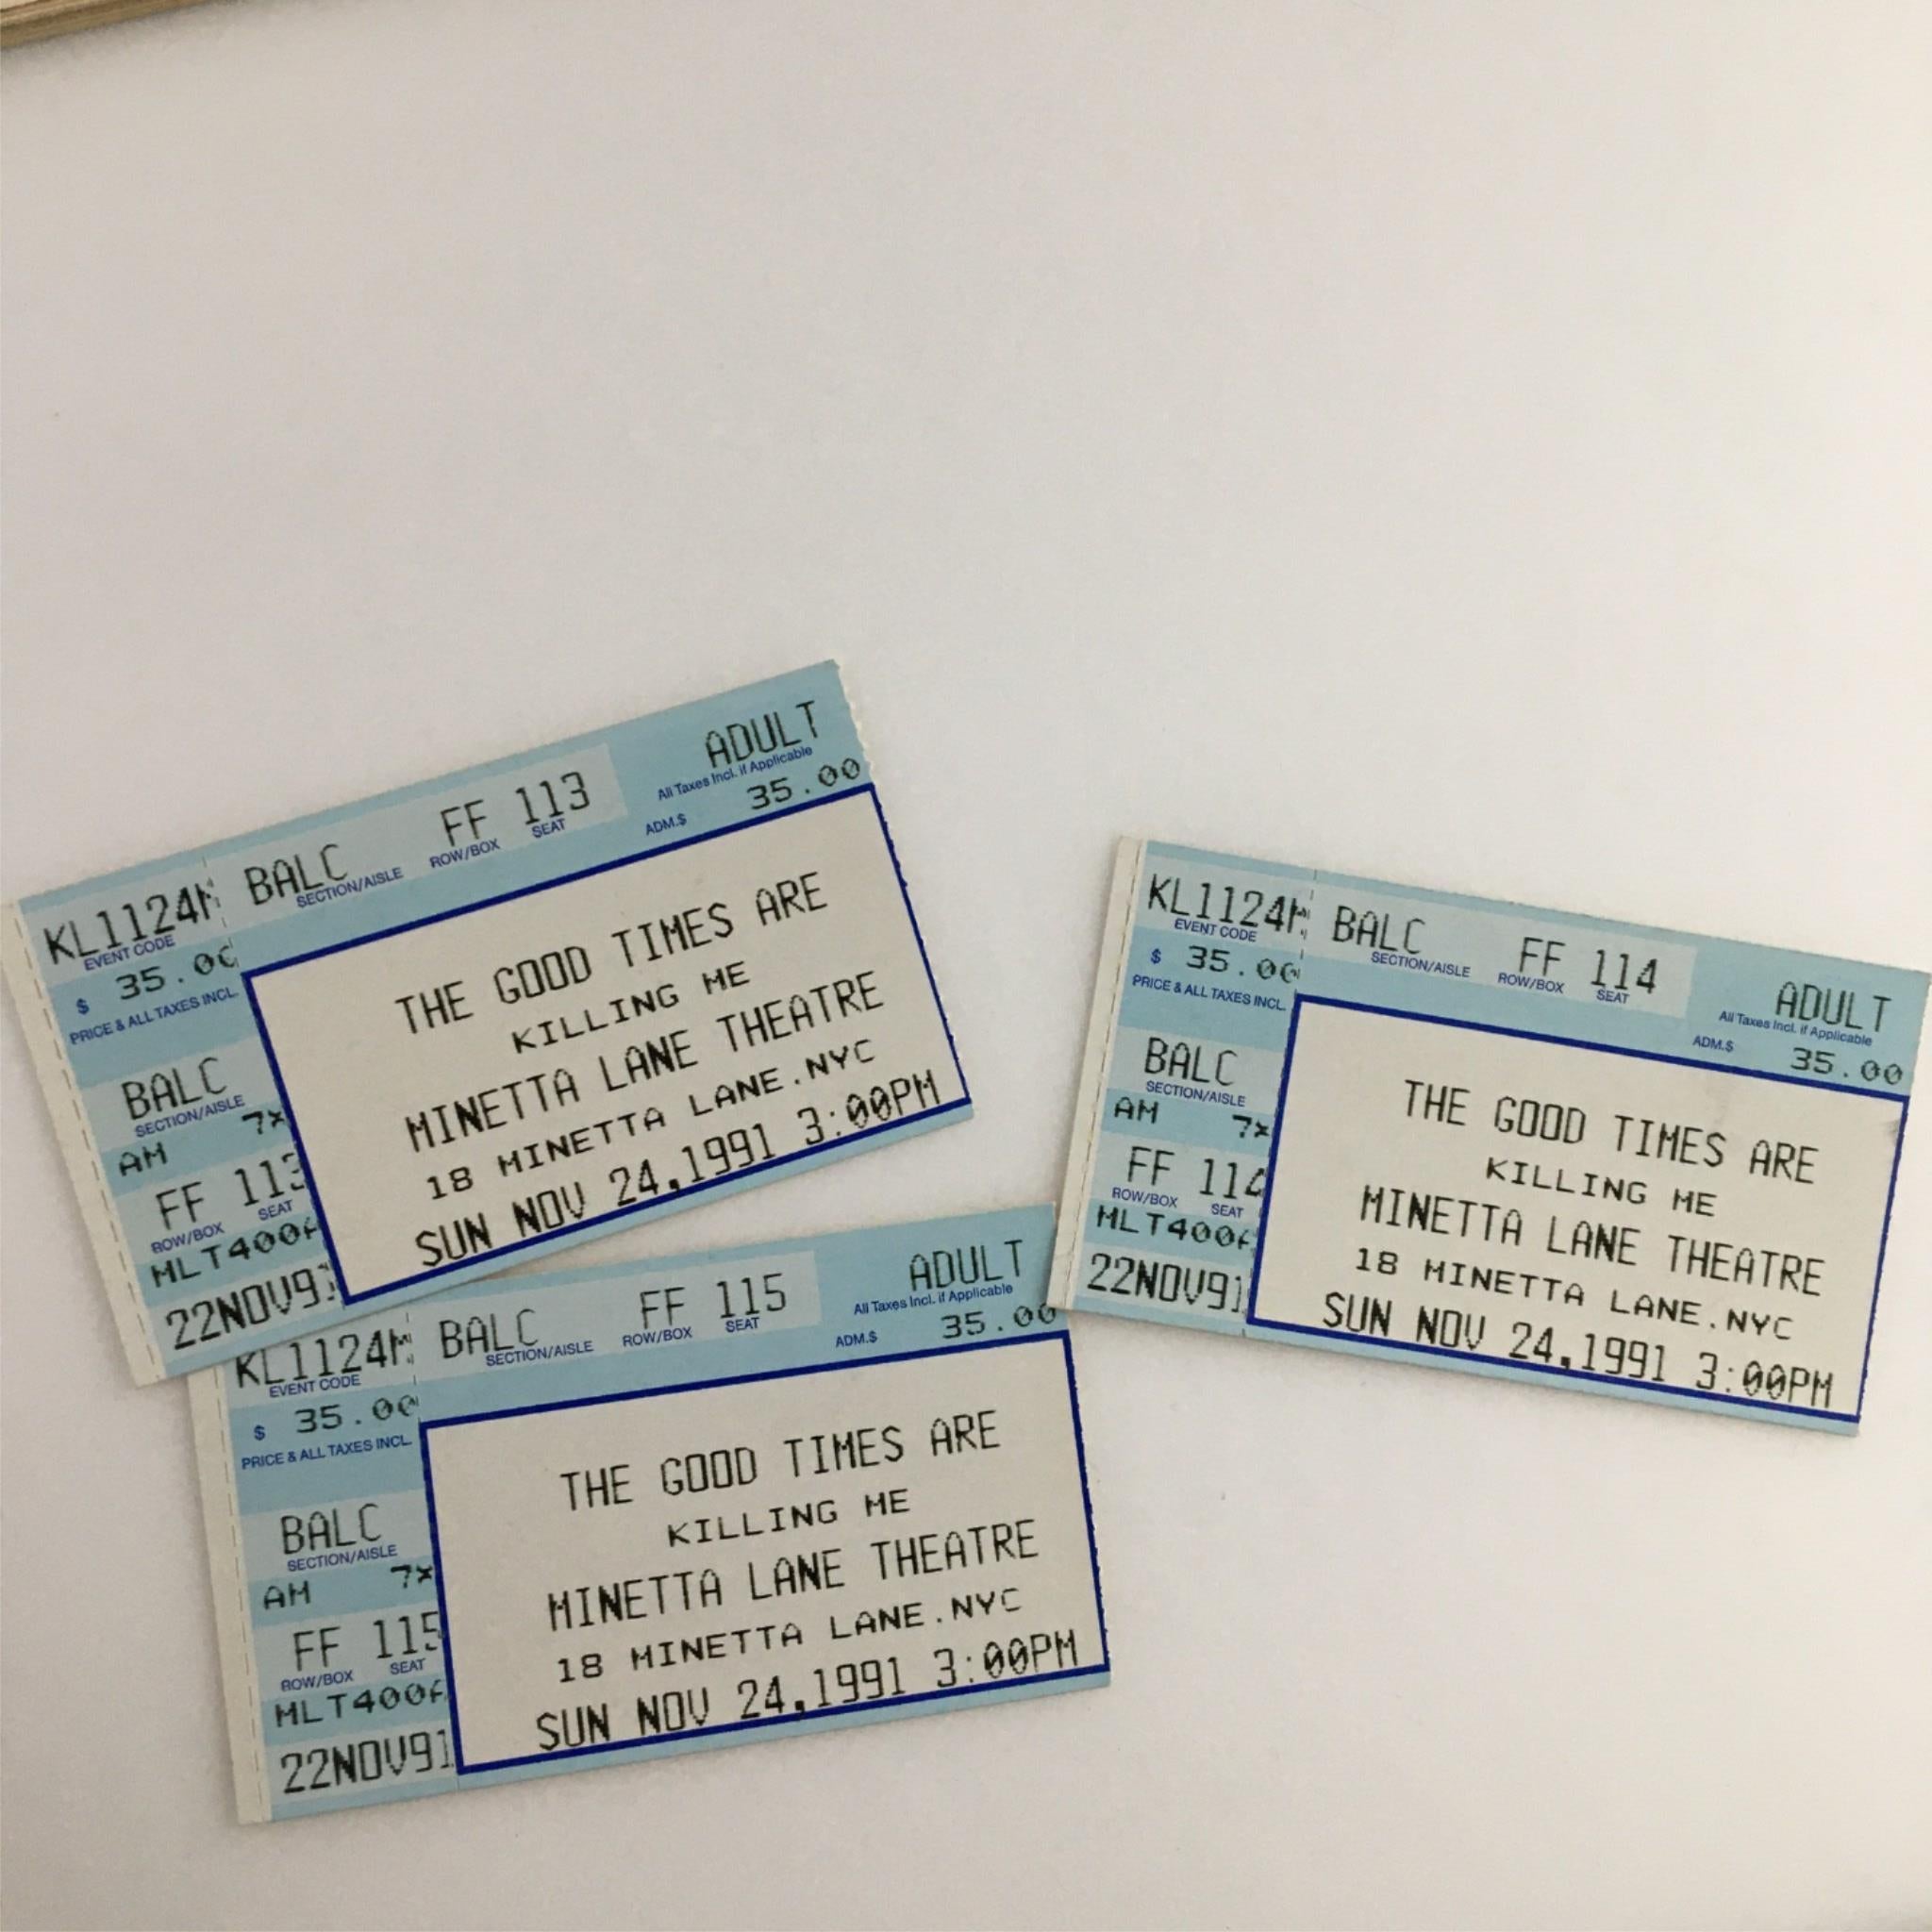 KL1124M BALC FF 113 ADULT
EVENT CODE SECTION/AISLE ROW/BOX SEAT All Taxes Incl. if Applicable
$ 35.00 ADM.$ 35.00
PRICE & ALL TAXES INCL.
THE GOOD TIMES ARE
KILLING ME
MINETTA LANE THEATRE
18 MINETTA LANE.NYC
SUN NOV 24,1991 3:00PM
BALC
SECTION/AISLE
AM 7x
FF 113
ROW/BOX SEAT
MLT400A
22NOV91
KL1124M BALC FF 114 ADULT
EVENT CODE SECTION/AISLE ROW/BOX SEAT All Taxes Incl. if Applicable
$ 35.00 ADM.$ 35.00
PRICE & ALL TAXES INCL.
THE GOOD TIMES ARE
KILLING ME
MINETTA LANE THEATRE
18 MINETTA LANE.NYC
SUN NOV 24,1991 3:00PM
BALC
SECTION/AISLE
AM 7x
FF 114
ROW/BOX SEAT
MLT400A
22NOV91
KL1124M BALC FF 115 ADULT
EVENT CODE SECTION/AISLE ROW/BOX SEAT All Taxes Incl. if Applicable
$ 35.00 ADM.$ 35.00
PRICE & ALL TAXES INCL.
THE GOOD TIMES ARE
KILLING ME
MINETTA LANE THEATRE
18 MINETTA LANE.NYC
SUN NOV 24,1991 3:00PM
BALC
SECTION/AISLE
AM 7x
FF 115
ROW/BOX SEAT
MLT400A
22NOV91